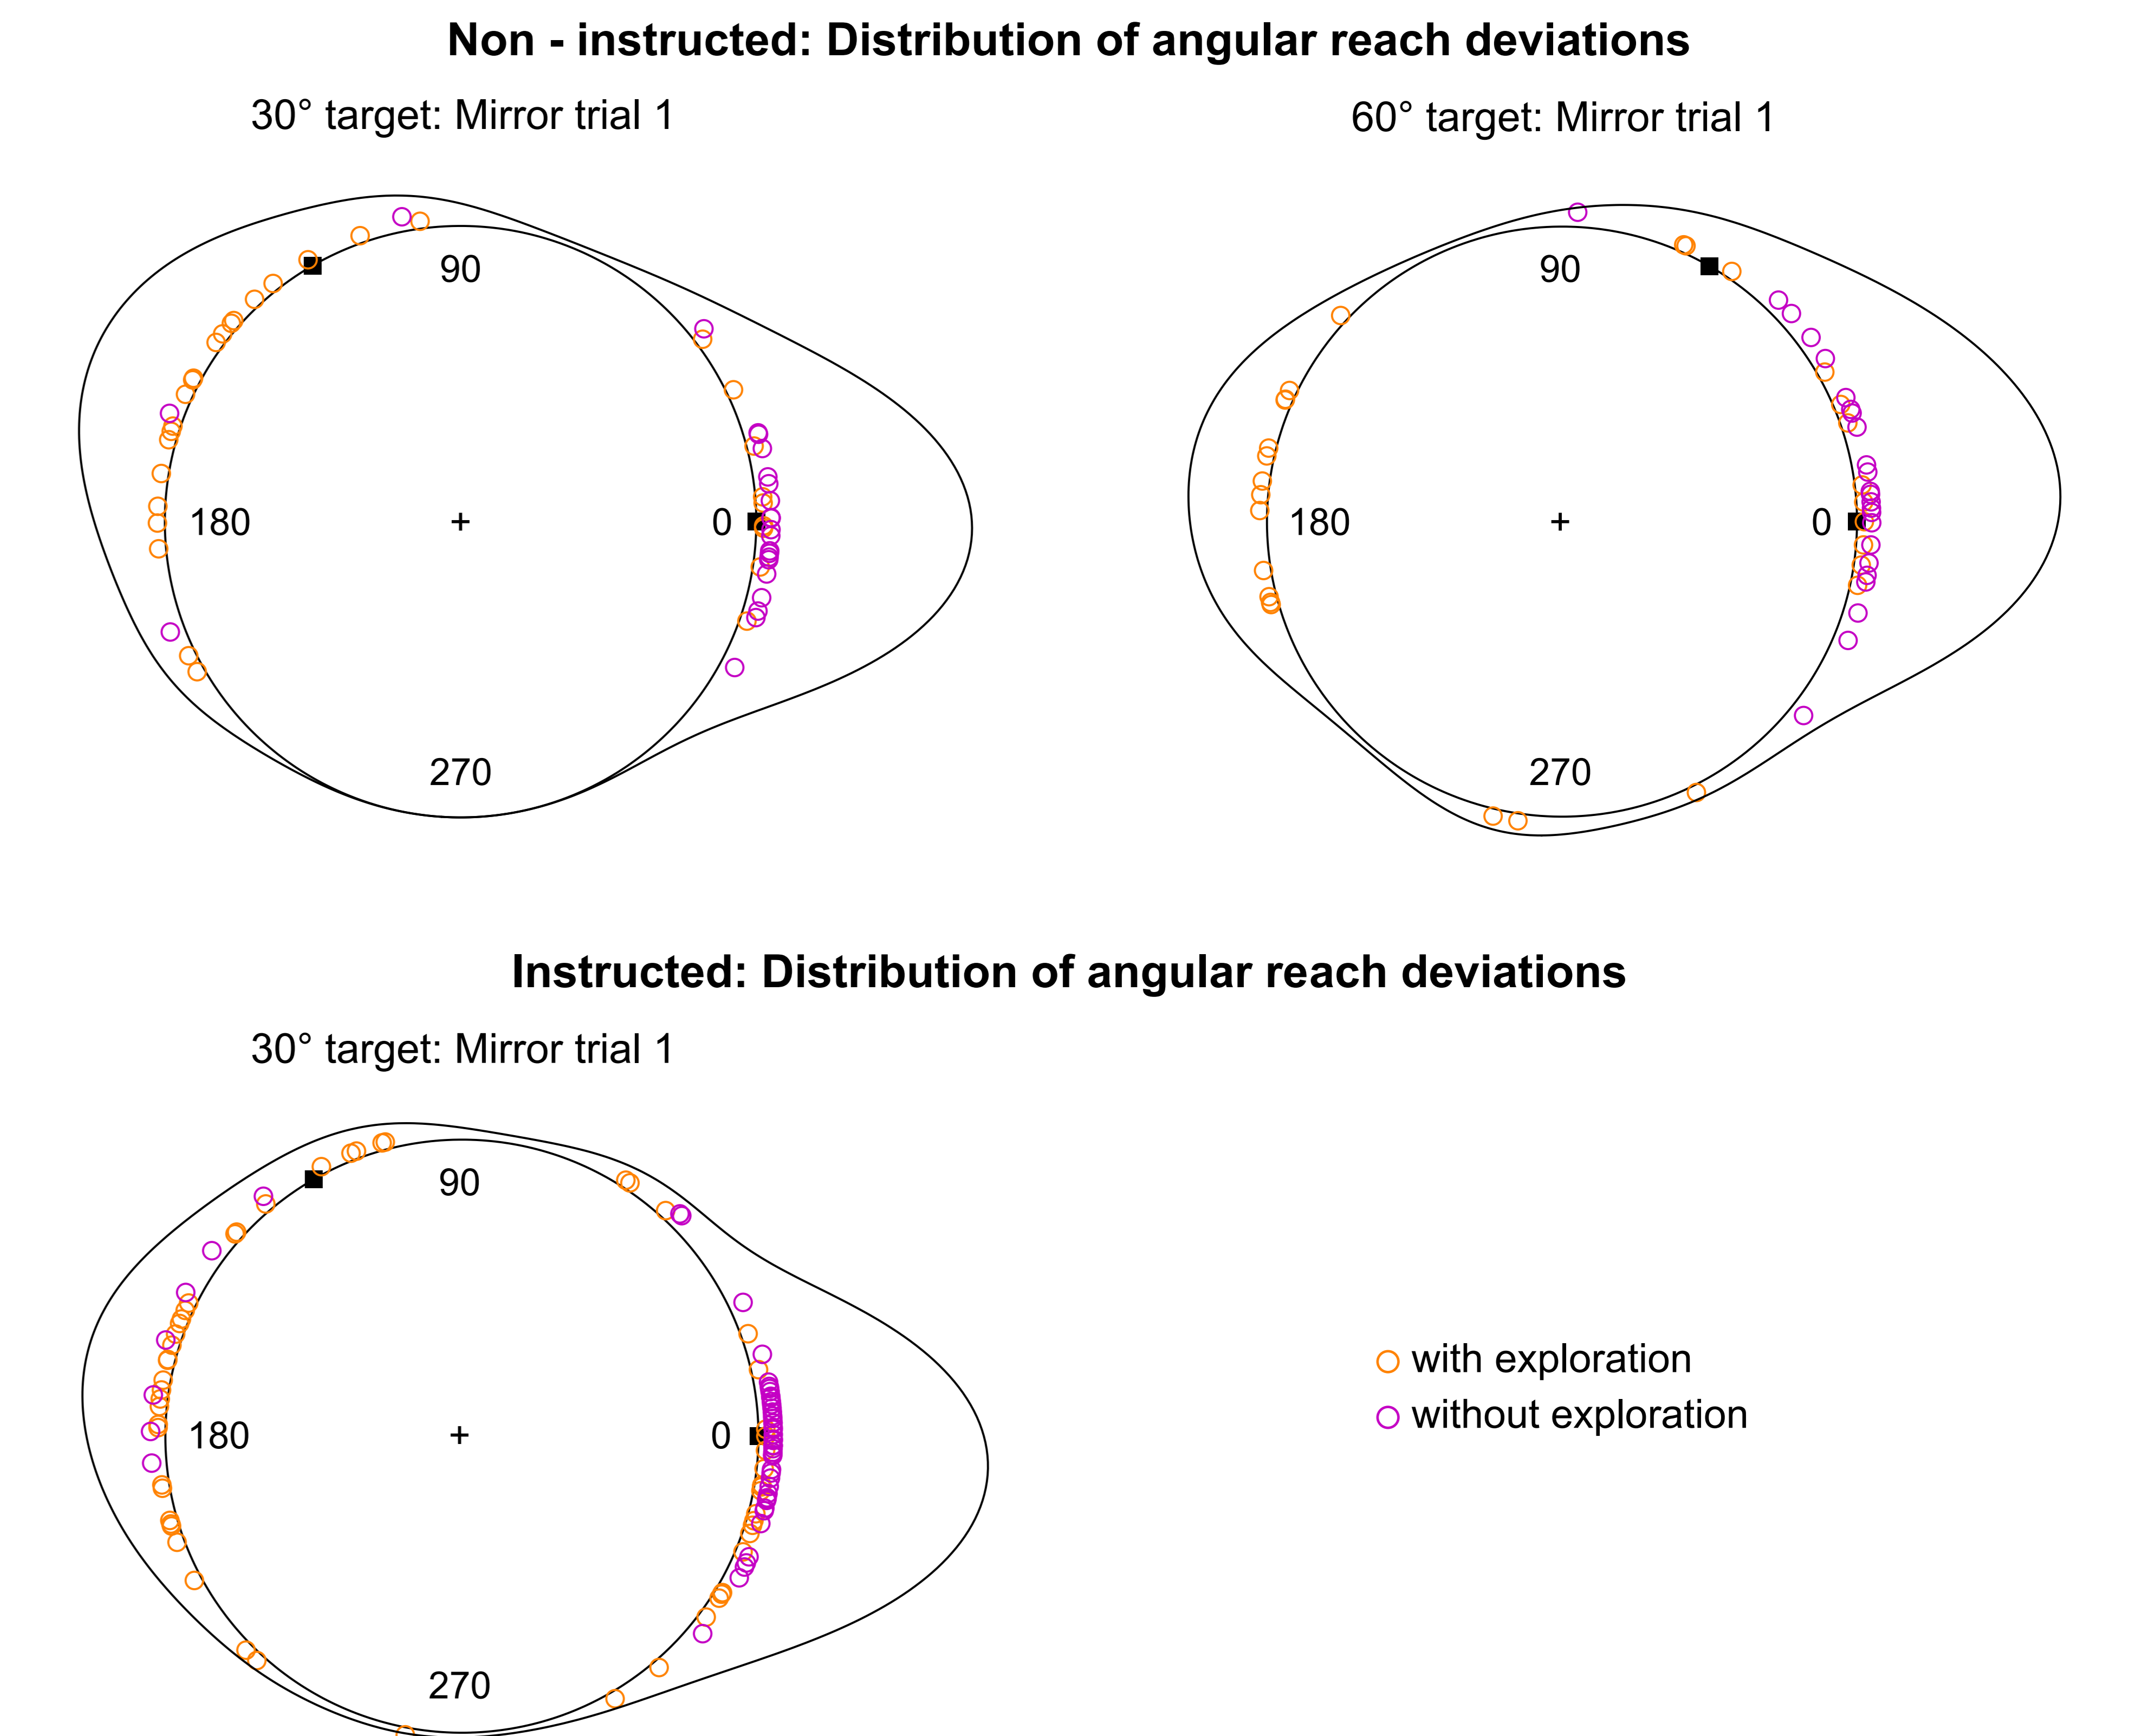 Non - instructed: Distribution of angular reach deviations
30° target: Mirror trial 1
60° target: Mirror trial 1
90
180
+
0
270
90
180
+
0
270
Instructed: Distribution of angular reach deviations
30° target: Mirror trial 1
90
180
+
0
270
with exploration
without exploration